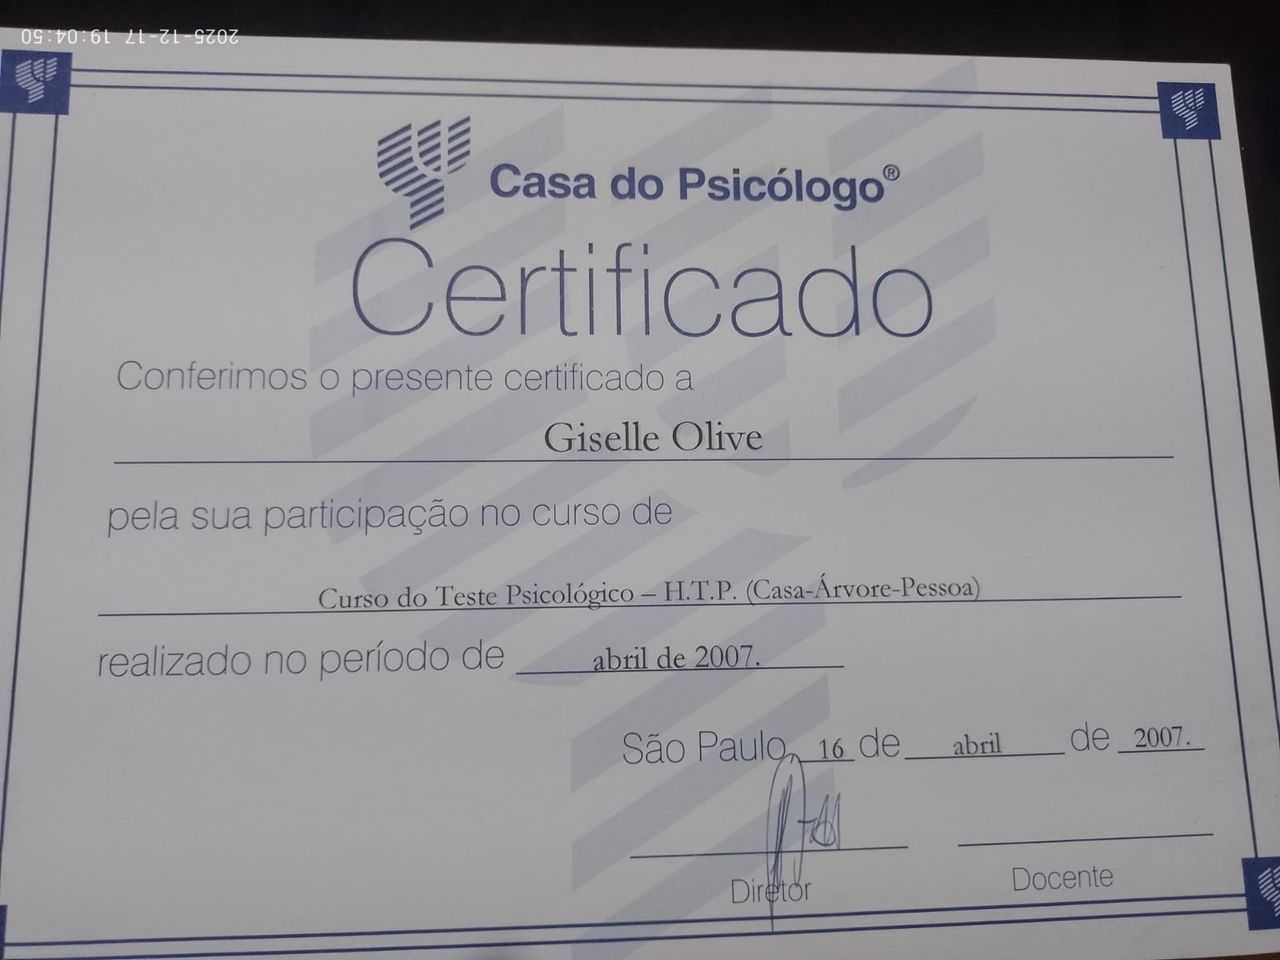 2025-12-17 19:04:50
Casa do Psicólogo®
Certificado
Conferimos o presente certificado a
Giselle Olive
pela sua participação no curso de
Curso do Teste Psicológico – H.T.P. (Casa-Árvore-Pessoa)
realizado no período de abril de 2007.
São Paulo, 16 de abril de 2007.
Diretor
Docente